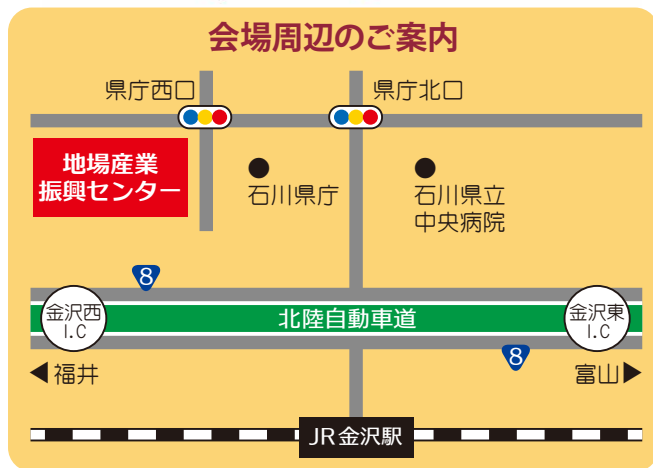 会場周辺のご案内
県庁西口
県庁北口
地場産業
振興センター
石川県庁
石川県立
中央病院
8
金沢西
I.C
北陸自動車道
金沢東
I.C
8
◀福井
富山▶
JR金沢駅